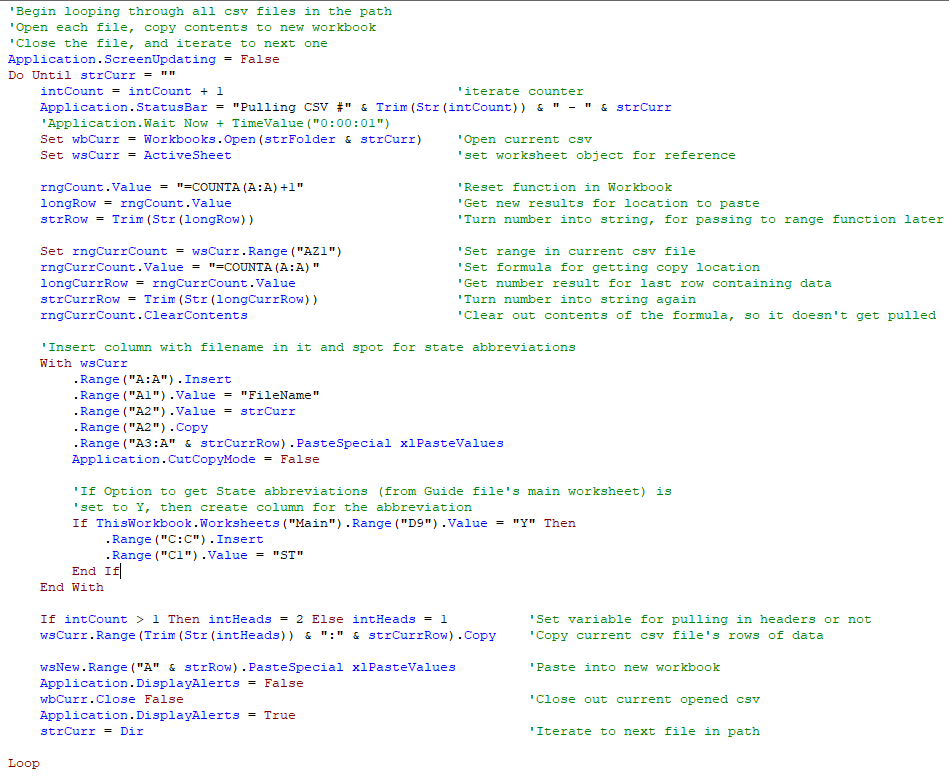 'Begin looping through all csv files in the path
'Open each file, copy contents to new workbook
'Close the file, and iterate to next one
Application.ScreenUpdating = False
Do Until strCurr = ""
    intCount = intCount + 1                             'iterate counter
    Application.StatusBar = "Pulling CSV #" & Trim(Str(intCount)) & " - " & strCurr
    'Application.Wait Now + TimeValue("0:00:01")
    Set wbCurr = Workbooks.Open(strFolder & strCurr)    'Open current csv
    Set wsCurr = ActiveSheet                            'set worksheet object for reference

    rngCount.Value = "=COUNTA(A:A)+1"                   'Reset function in Workbook
    longRow = rngCount.Value                            'Get new results for location to paste
    strRow = Trim(Str(longRow))                         'Turn number into string, for passing to range function later

    Set rngCurrCount = wsCurr.Range("AZ1")              'Set range in current csv file
    rngCurrCount.Value = "=COUNTA(A:A)"                 'Set formula for getting copy location
    longCurrRow = rngCurrCount.Value                    'Get number result for last row containing data
    strCurrRow = Trim(Str(longCurrRow))                 'Turn number into string again
    rngCurrCount.ClearContents                          'Clear out contents of the formula, so it doesn't get pulled

    'Insert column with filename in it and spot for state abbreviations
    With wsCurr
        .Range("A:A").Insert
        .Range("A1").Value = "FileName"
        .Range("A2").Value = strCurr
        .Range("A2").Copy
        .Range("A3:A" & strCurrRow).PasteSpecial xlPasteValues
        Application.CutCopyMode = False

        'If Option to get State abbreviations (from Guide file's main worksheet) is
        'set to Y, then create column for the abbreviation
        If ThisWorkbook.Worksheets("Main").Range("D9").Value = "Y" Then
            .Range("C:C").Insert
            .Range("C1").Value = "ST"
        End If
    End With

    If intCount > 1 Then intHeads = 2 Else intHeads = 1          'Set variable for pulling in headers or not
    wsCurr.Range(Trim(Str(intHeads)) & ":" & strCurrRow).Copy    'Copy current csv file's rows of data

    wsNew.Range("A" & strRow).PasteSpecial xlPasteValues         'Paste into new workbook
    Application.DisplayAlerts = False
    wbCurr.Close False                                           'Close out current opened csv
    Application.DisplayAlerts = True
    strCurr = Dir                                                'Iterate to next file in path

Loop